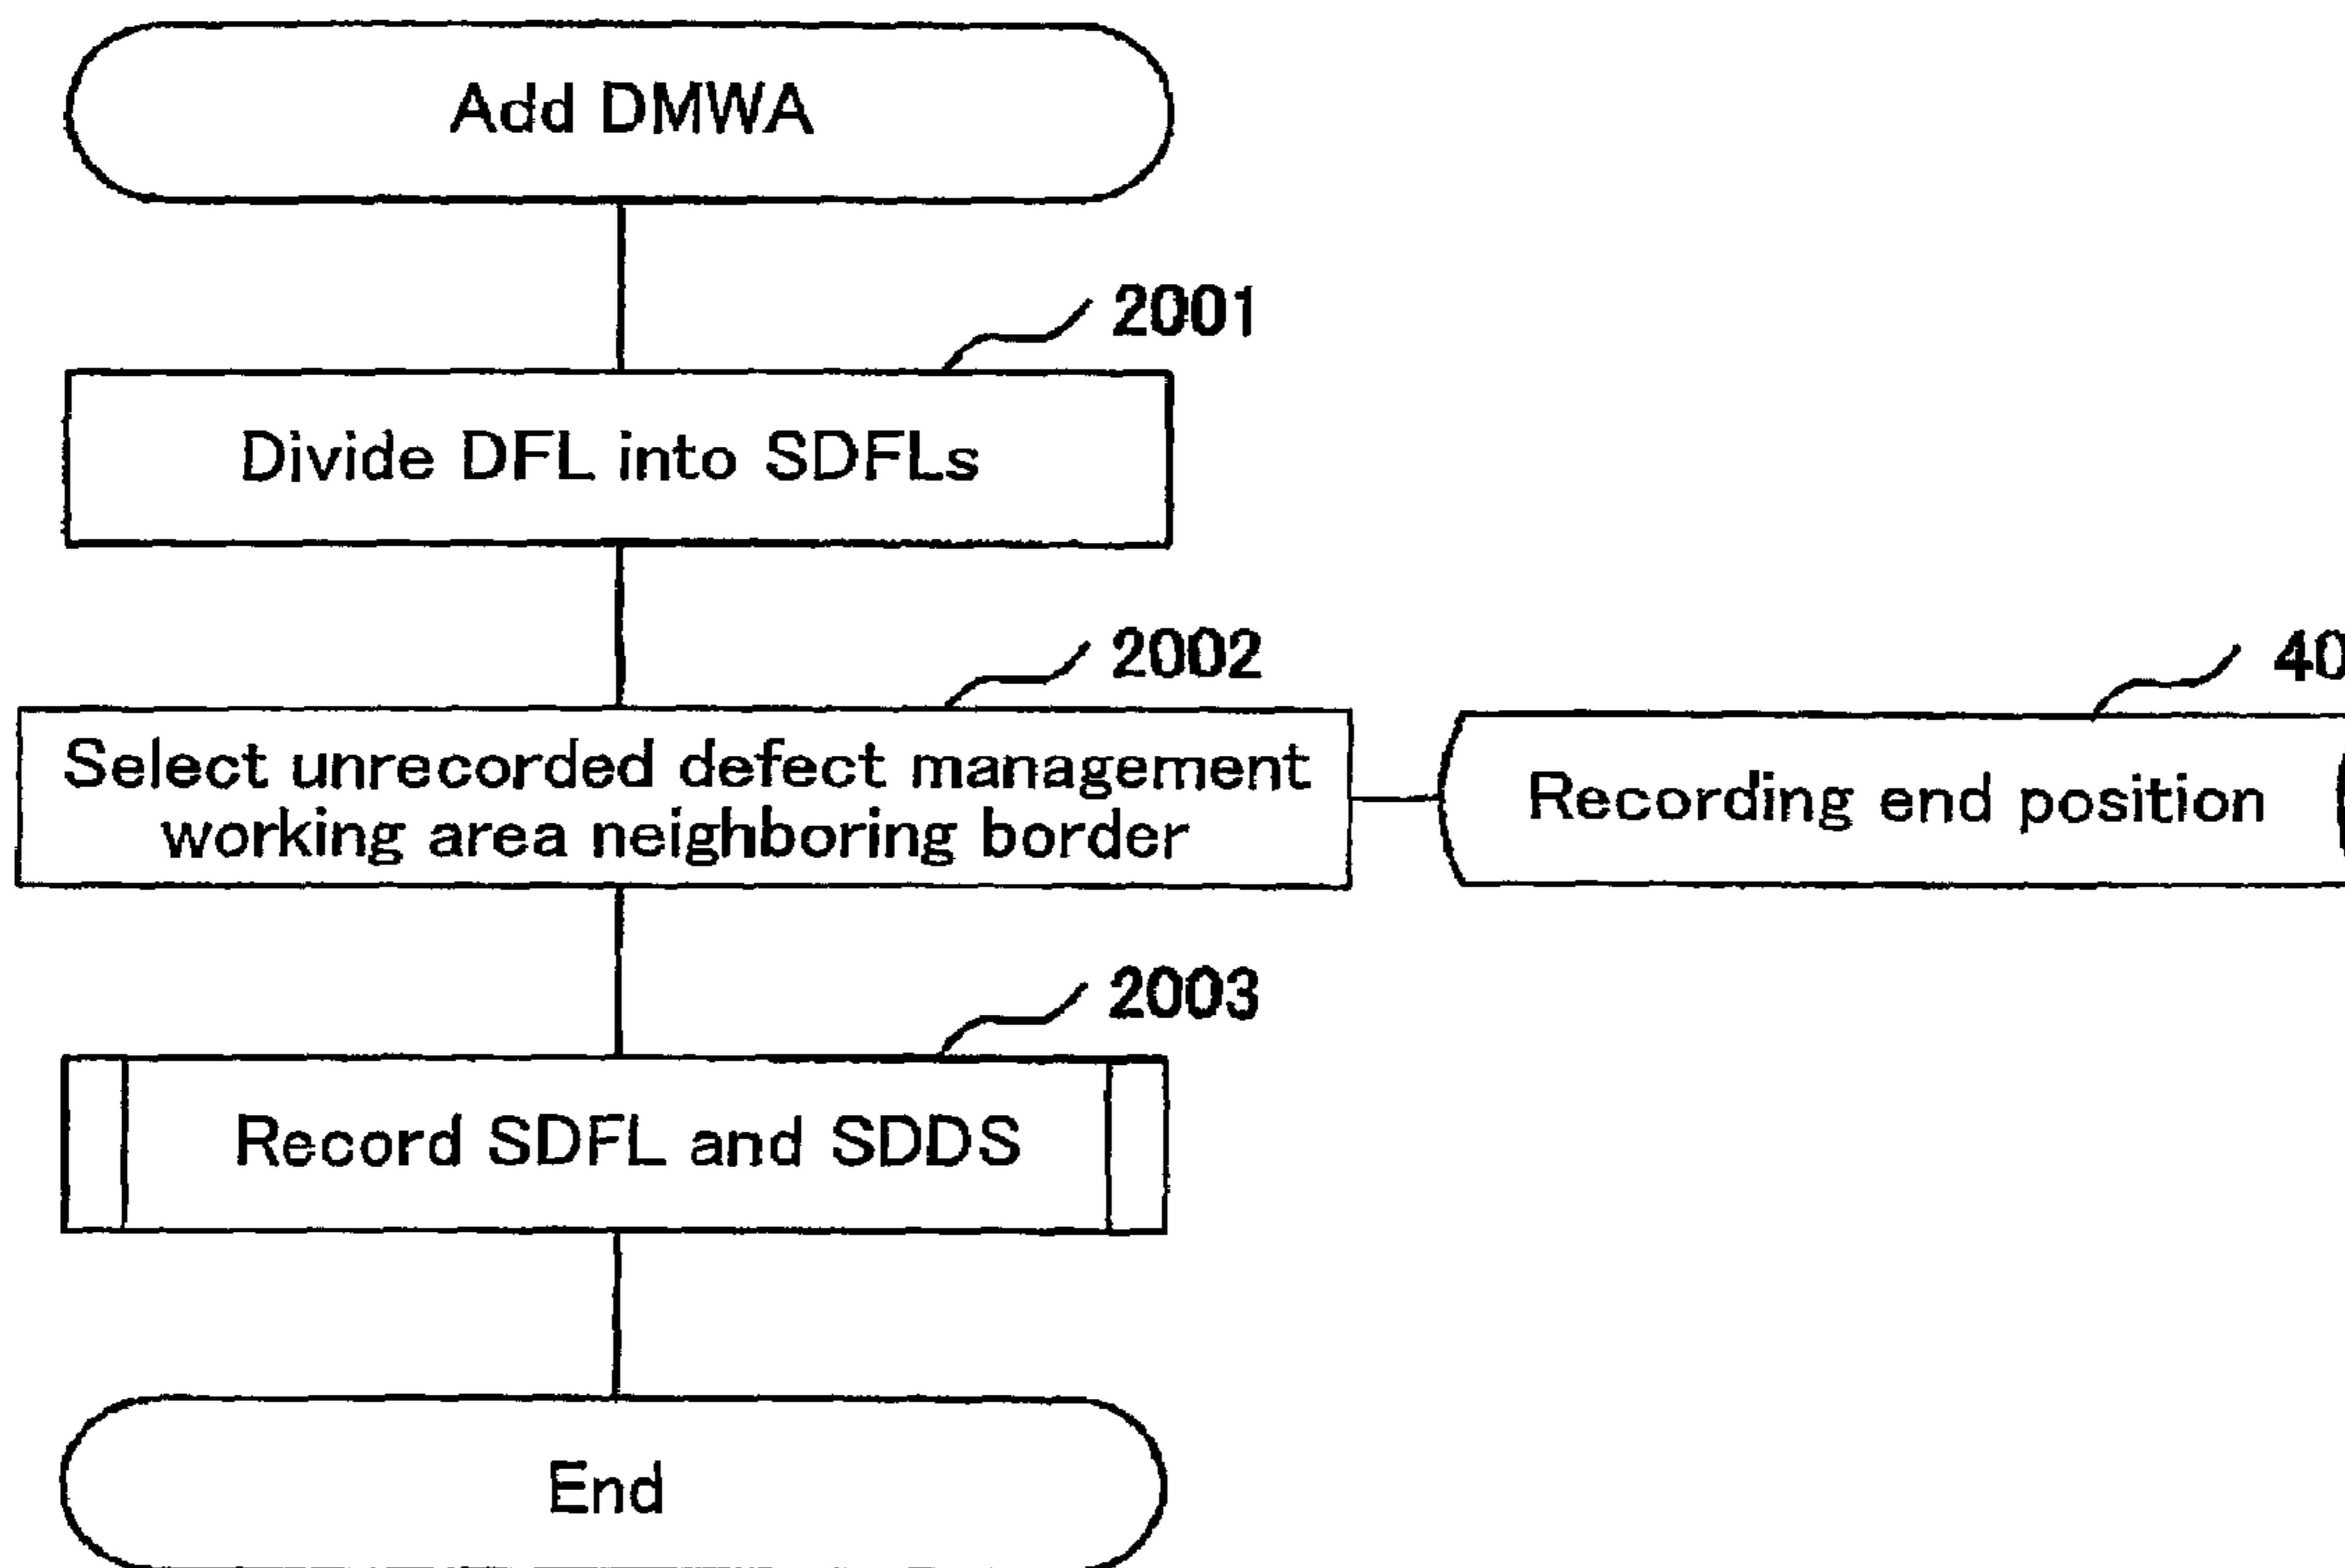 Add DMWA
2001
Divide DFL into SDFLs
2002
Select unrecorded defect management
working area neighboring border
40
Recording end position
2003
Record SDFL and SDDS
End